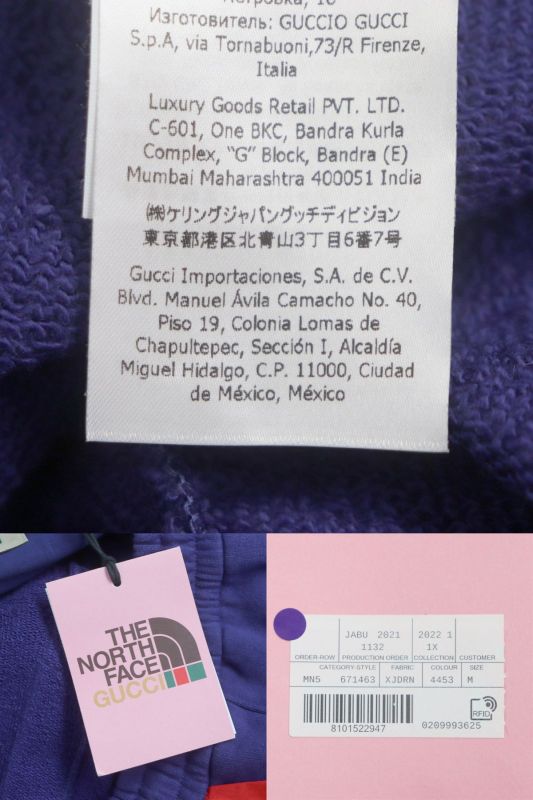 Изготовитель: GUCCIO GUCCI
S.p.A, via Tornabuoni,73/R Firenze,
Italia
Luxury Goods Retail PVT. LTD.
C-601, One BKC, Bandra Kurla
Complex, “G” Block, Bandra (E)
Mumbai Maharashtra 400051 India
㈱ケリングジャパングッチディビジョン
東京都港区北青山3丁目6番7号
Gucci Importaciones, S.A. de C.V.
Blvd. Manuel Ávila Camacho No. 40,
Piso 19, Colonia Lomas de
Chapultepec, Sección I, Alcaldía
Miguel Hidalgo, C.P. 11000, Ciudad
de México, México
THE
NORTH
FACE
GUCCI
JABU 2021 2022 1
1132 1X
ORDER-ROW PRODUCTION ORDER COLLECTION CUSTOMER
CATEGORY-STYLE FABRIC COLOUR SIZE
MN5 671463 XJDRN 4453 M
RFID
8101522947 0209993625